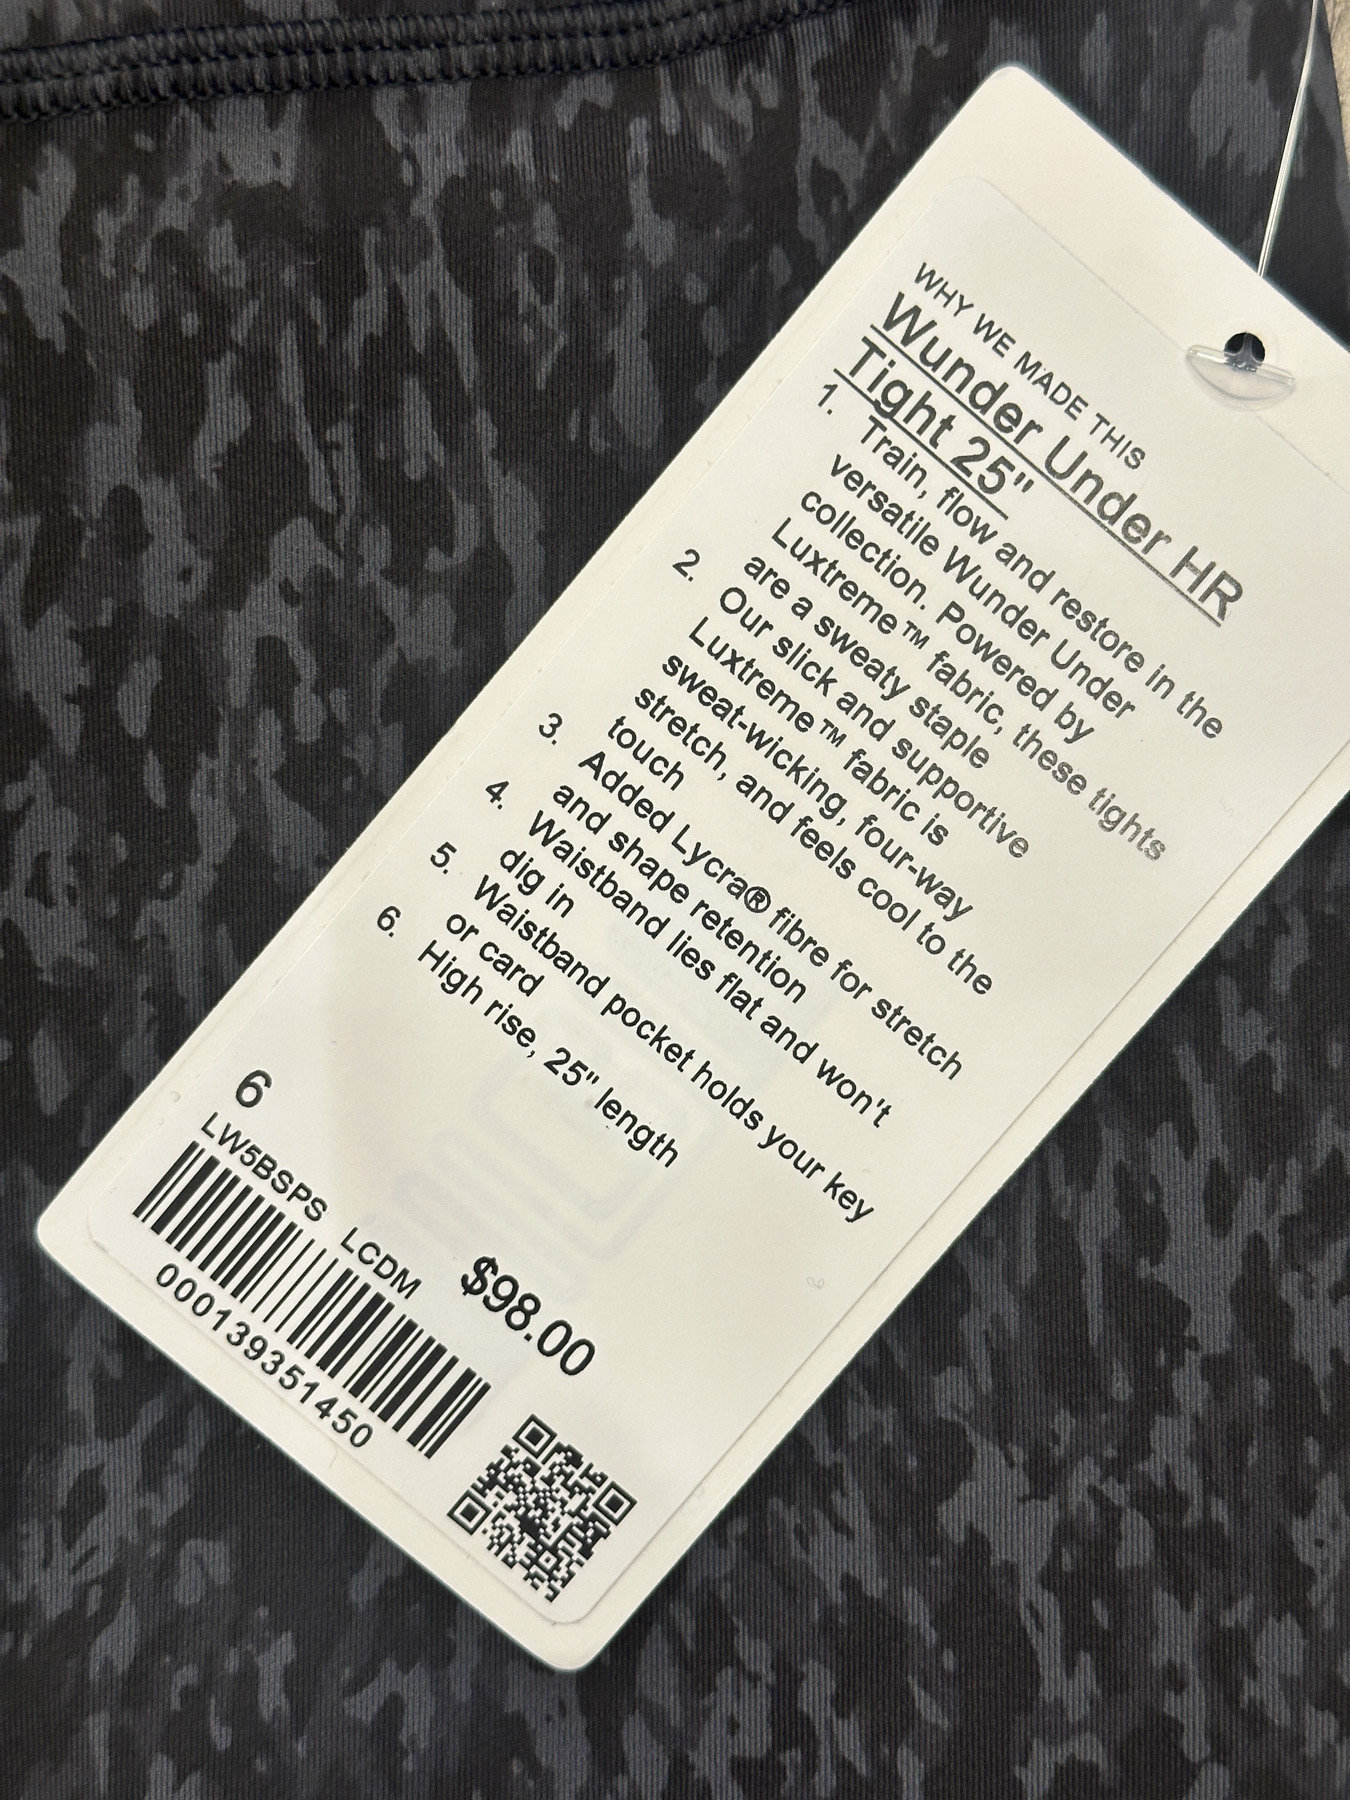 WHY WE MADE THIS
Wunder Under HR
Tight 25"
1. Train, flow and restore in the
versatile Wunder Under
collection. Powered by
Luxtreme™ fabric, these tights
are a sweaty staple
2. Our slick and supportive
Luxtreme™ fabric is
sweat-wicking, four-way
stretch, and feels cool to the
touch
3. Added Lycra® fibre for stretch
and shape retention
4. Waistband lies flat and won't
dig in
5. Waistband pocket holds your key
or card
6. High rise, 25" length
6
LW5BSPS LCDM
$98.00
000139351450